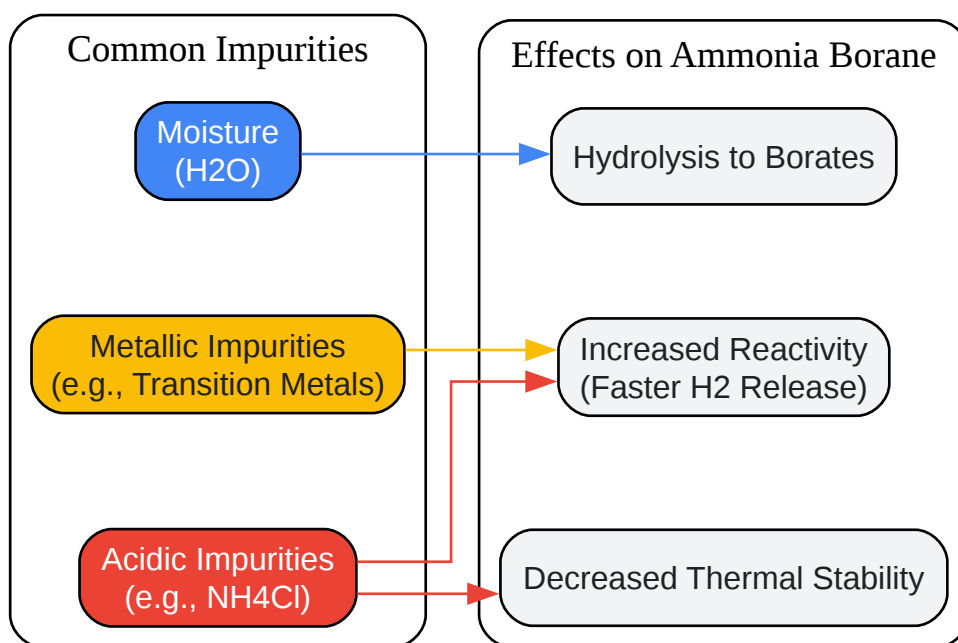 Common Impurities
Moisture
(H2O)
Metallic Impurities
(e.g., Transition Metals)
Acidic Impurities
(e.g., NH4Cl)
Effects on Ammonia Borane
Hydrolysis to Borates
Increased Reactivity
(Faster H2 Release)
Decreased Thermal Stability